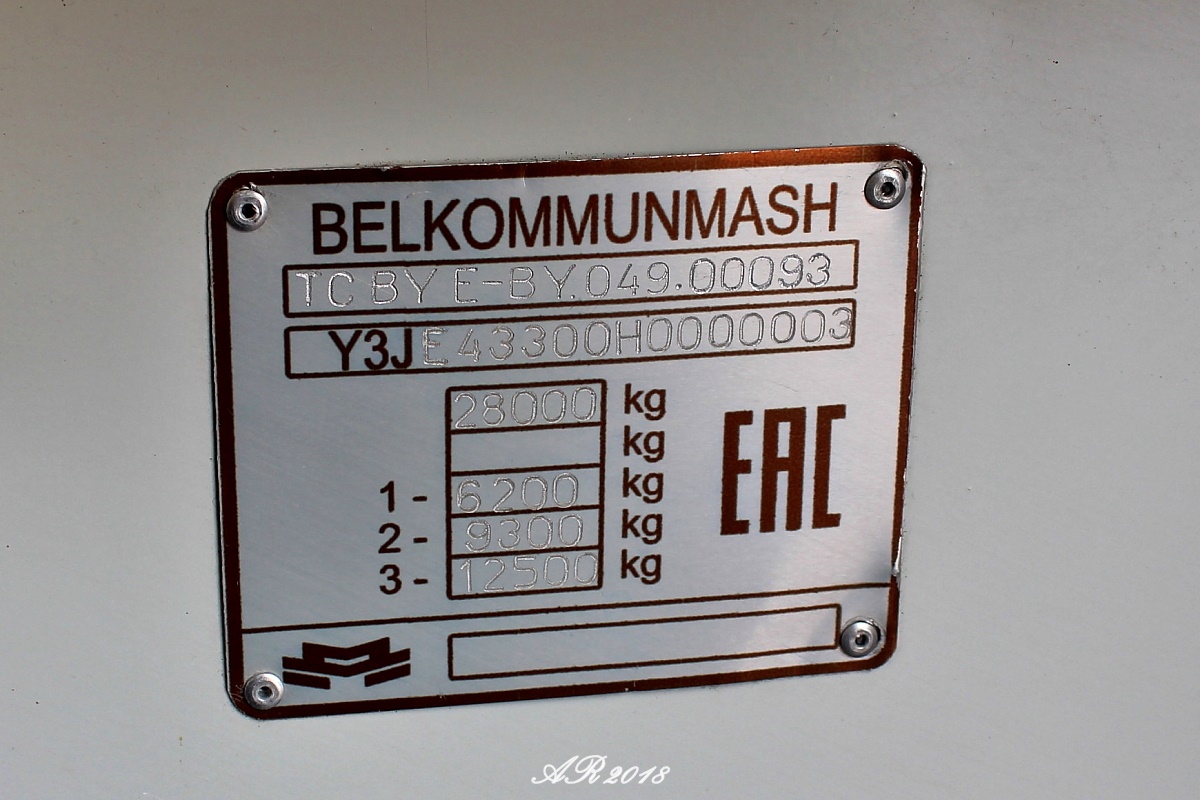 BELKOMMUNMASH
TC BY E-BY.049.00093
Y3JE43300H0000003
28000 kg
kg
1 - 6200 kg
2 - 9300 kg
3 - 12500 kg
EAC
AR 2018